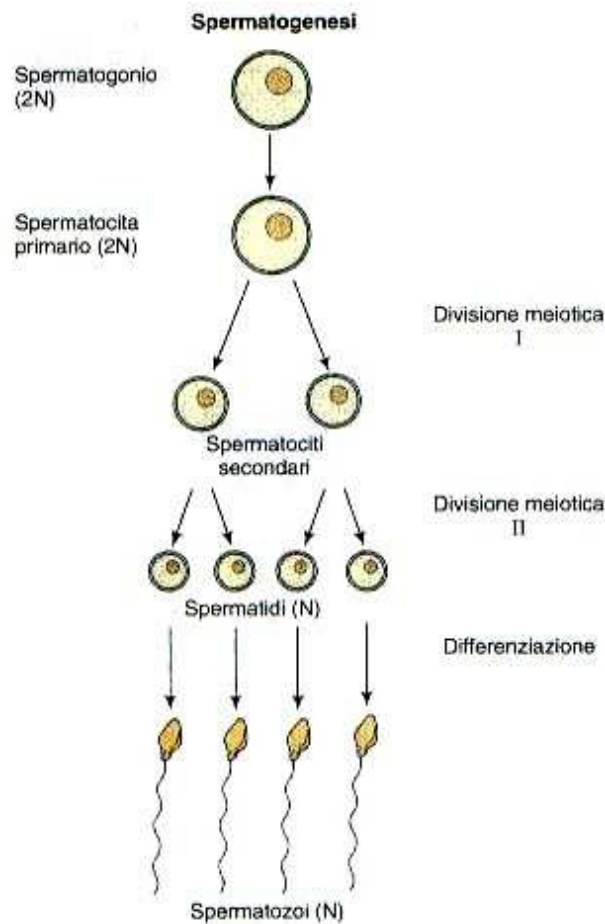 Spermatogenesi
Spermatogonio
(2N)
Spermatocita
primario (2N)
Divisione meiotica
I
Spermatociti
secondari
Divisione meiotica
II
Spermatidi (N)
Differenziazione
Spermatozoi (N)